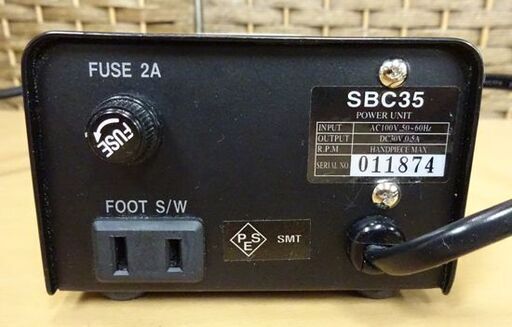 FUSE 2A
FUSE
FOOT S/W
SBC35
POWER UNIT
INPUT AC100V,50~60Hz
OUTPUT DC30V,0.5A
R.P.M HANDPIECE MAX
SERIAL NO 011874
PSE SMT